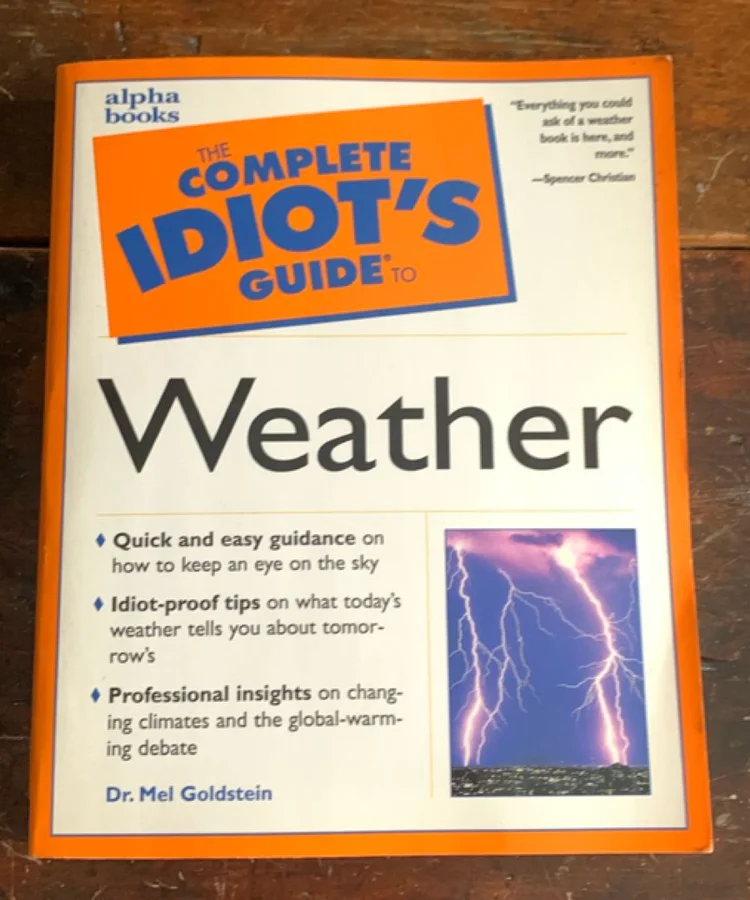 alpha
books
"Everything you could
ask of a weather
book is here, and
more."
—Spencer Christian
THE
COMPLETE
IDIOT'S
GUIDE® TO
Weather
♦ Quick and easy guidance on
how to keep an eye on the sky
♦ Idiot-proof tips on what today's
weather tells you about tomor-
row's
♦ Professional insights on chang-
ing climates and the global-warm-
ing debate
Dr. Mel Goldstein